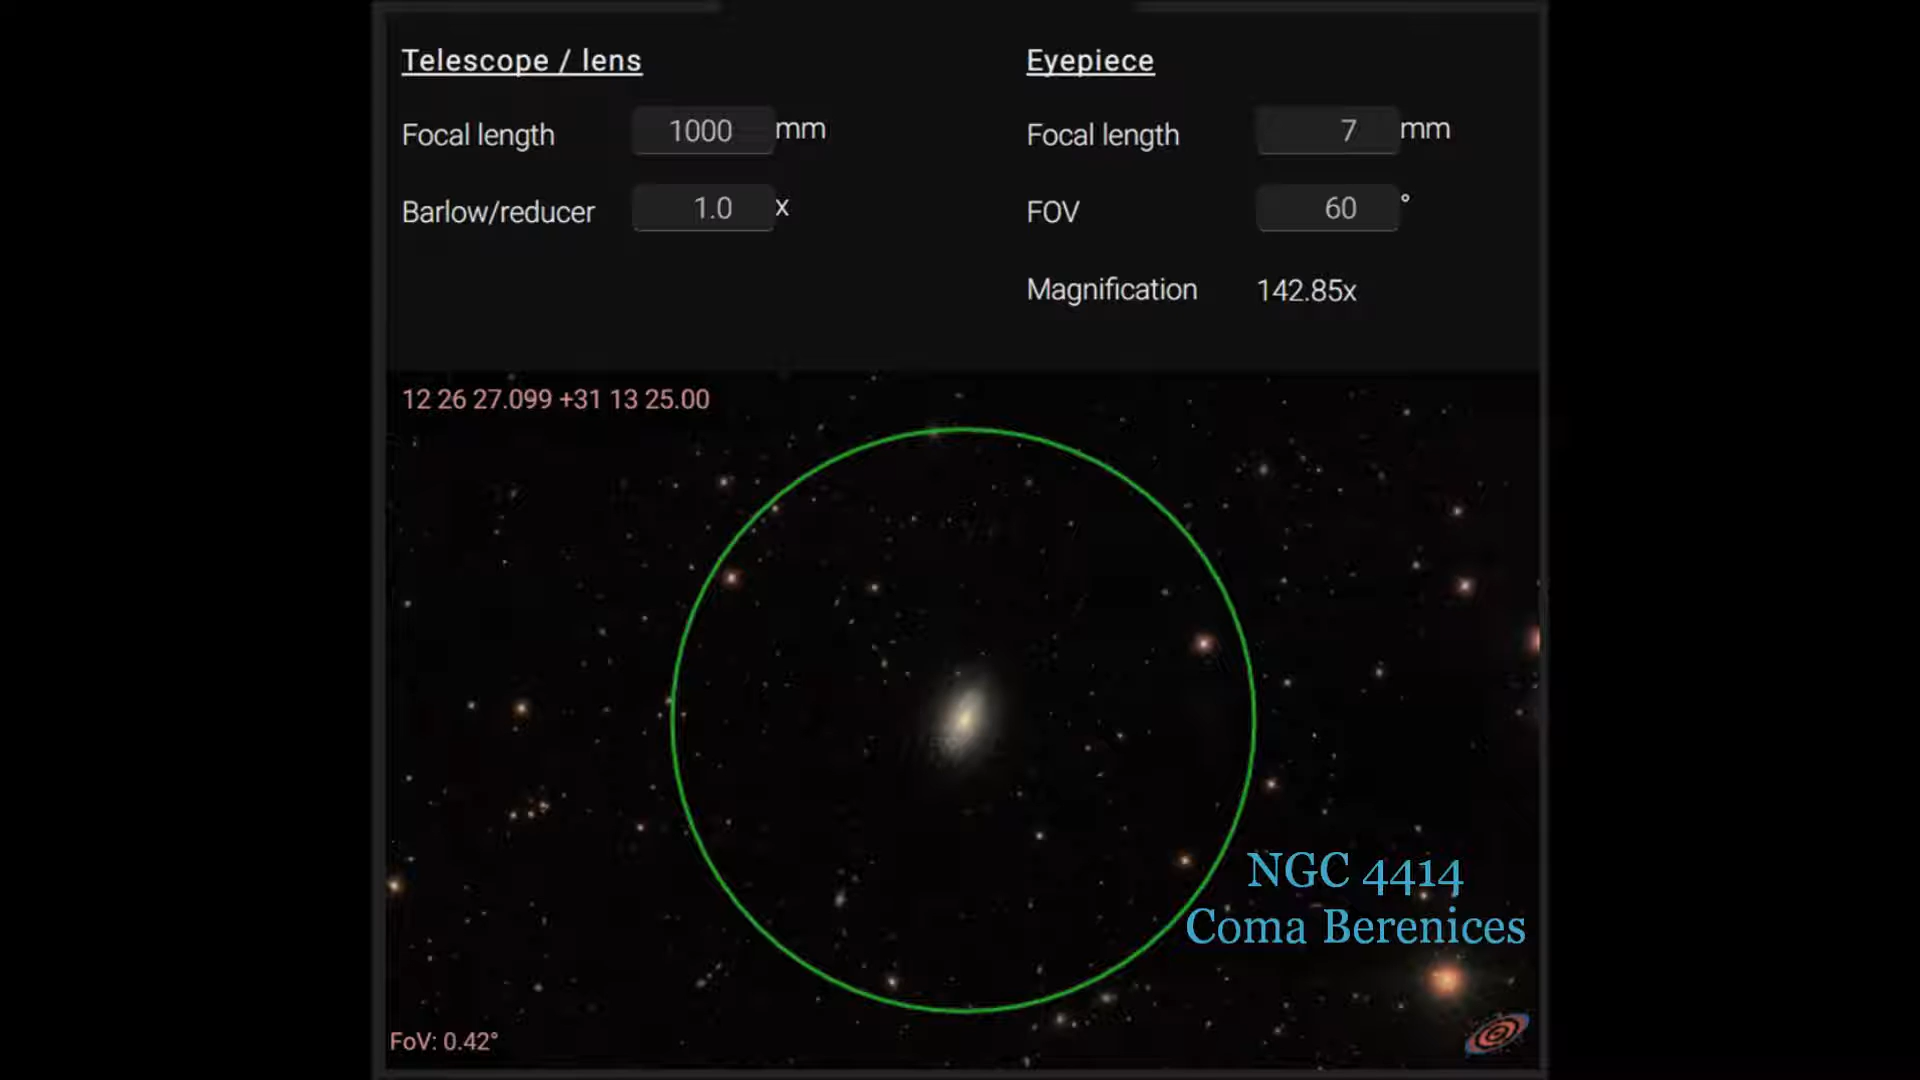 Telescope / lens
Focal length 1000 mm
Barlow/reducer 1.0 x
Eyepiece
Focal length 7 mm
FOV 60 °
Magnification 142.85x
12 26 27.099 +31 13 25.00
NGC 4414
Coma Berenices
FoV: 0.42°